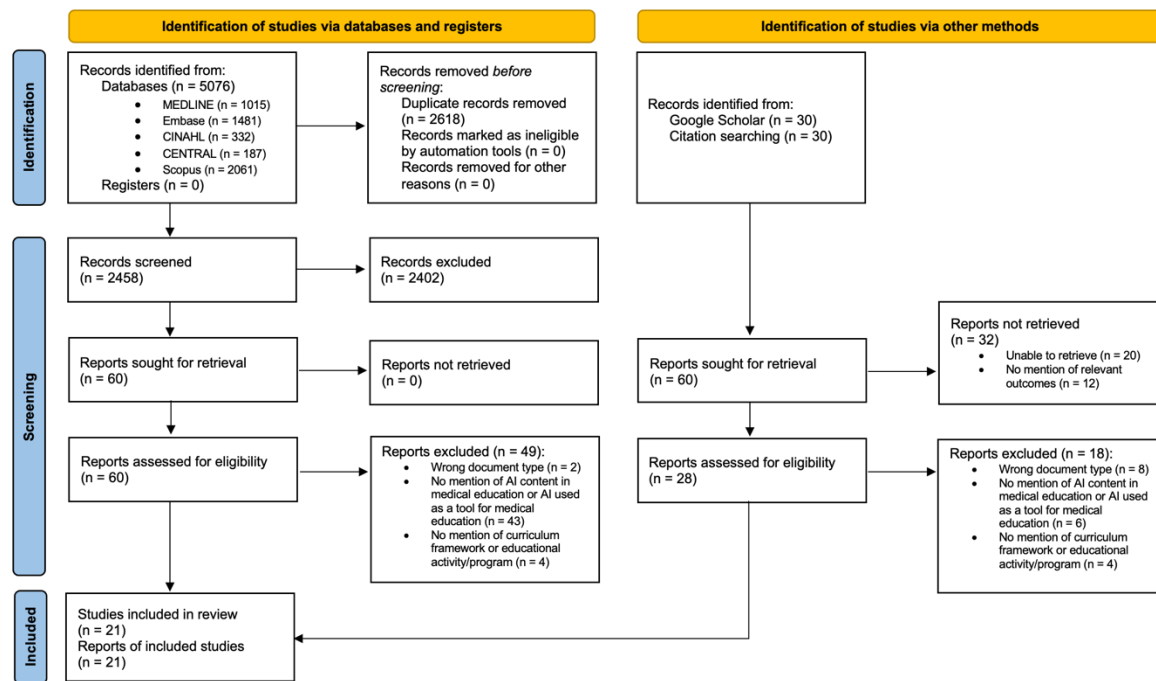 Identification of studies via databases and registers
Identification of studies via other methods
Identification
Records identified from:
Databases (n = 5076)
• MEDLINE (n = 1015)
• Embase (n = 1481)
• CINAHL (n = 332)
• CENTRAL (n = 187)
• Scopus (n = 2061)
Registers (n = 0)
Records removed before
screening:
Duplicate records removed
(n = 2618)
Records marked as ineligible
by automation tools (n = 0)
Records removed for other
reasons (n = 0)
Records identified from:
Google Scholar (n = 30)
Citation searching (n = 30)
Screening
Records screened
(n = 2458)
Records excluded
(n = 2402)
Reports sought for retrieval
(n = 60)
Reports not retrieved
(n = 0)
Reports sought for retrieval
(n = 60)
Reports not retrieved
(n = 32)
• Unable to retrieve (n = 20)
• No mention of relevant
outcomes (n = 12)
Reports assessed for eligibility
(n = 60)
Reports excluded (n = 49):
• Wrong document type (n = 2)
• No mention of AI content in
medical education or AI used
as a tool for medical
education (n = 43)
• No mention of curriculum
framework or educational
activity/program (n = 4)
Reports assessed for eligibility
(n = 28)
Reports excluded (n = 18):
• Wrong document type (n = 8)
• No mention of AI content in
medical education or AI used
as a tool for medical
education (n = 6)
• No mention of curriculum
framework or educational
activity/program (n = 4)
Included
Studies included in review
(n = 21)
Reports of included studies
(n = 21)